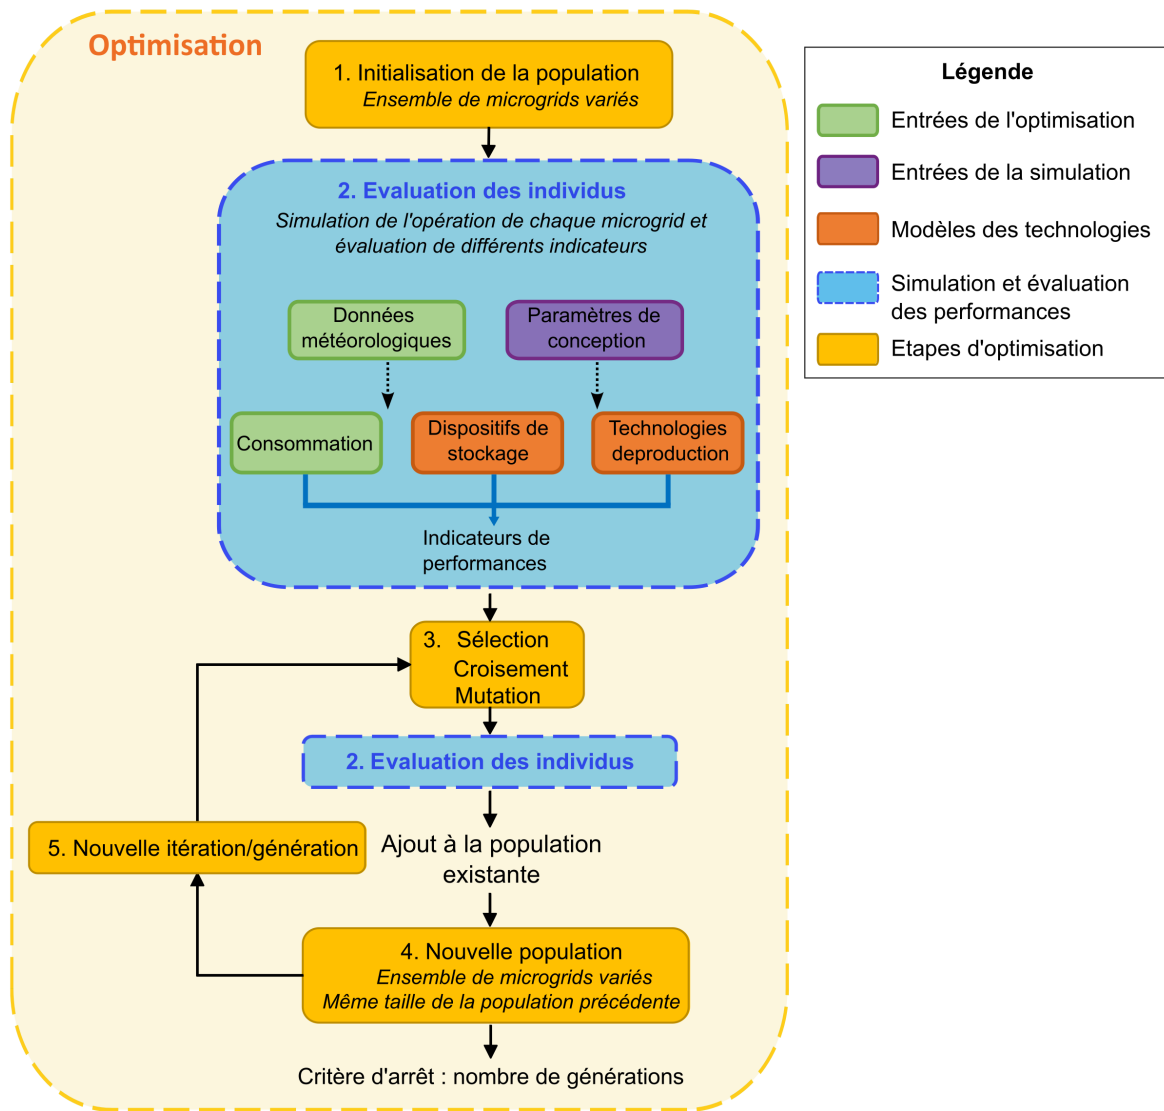 Optimisation
1. Initialisation de la population
Ensemble de microgrids variés
2. Evaluation des individus
Simulation de l'opération de chaque microgrid et
évaluation de différents indicateurs
Données
météorologiques
Paramètres de
conception
Consommation
Dispositifs de
stockage
Technologies
deproduction
Indicateurs de
performances
3. Sélection
Croisement
Mutation
2. Evaluation des individus
Ajout à la population
existante
5. Nouvelle itération/génération
4. Nouvelle population
Ensemble de microgrids variés
Même taille de la population précédente
Critère d'arrêt : nombre de générations
Légende
Entrées de l'optimisation
Entrées de la simulation
Modèles des technologies
Simulation et évaluation
des performances
Etapes d'optimisation